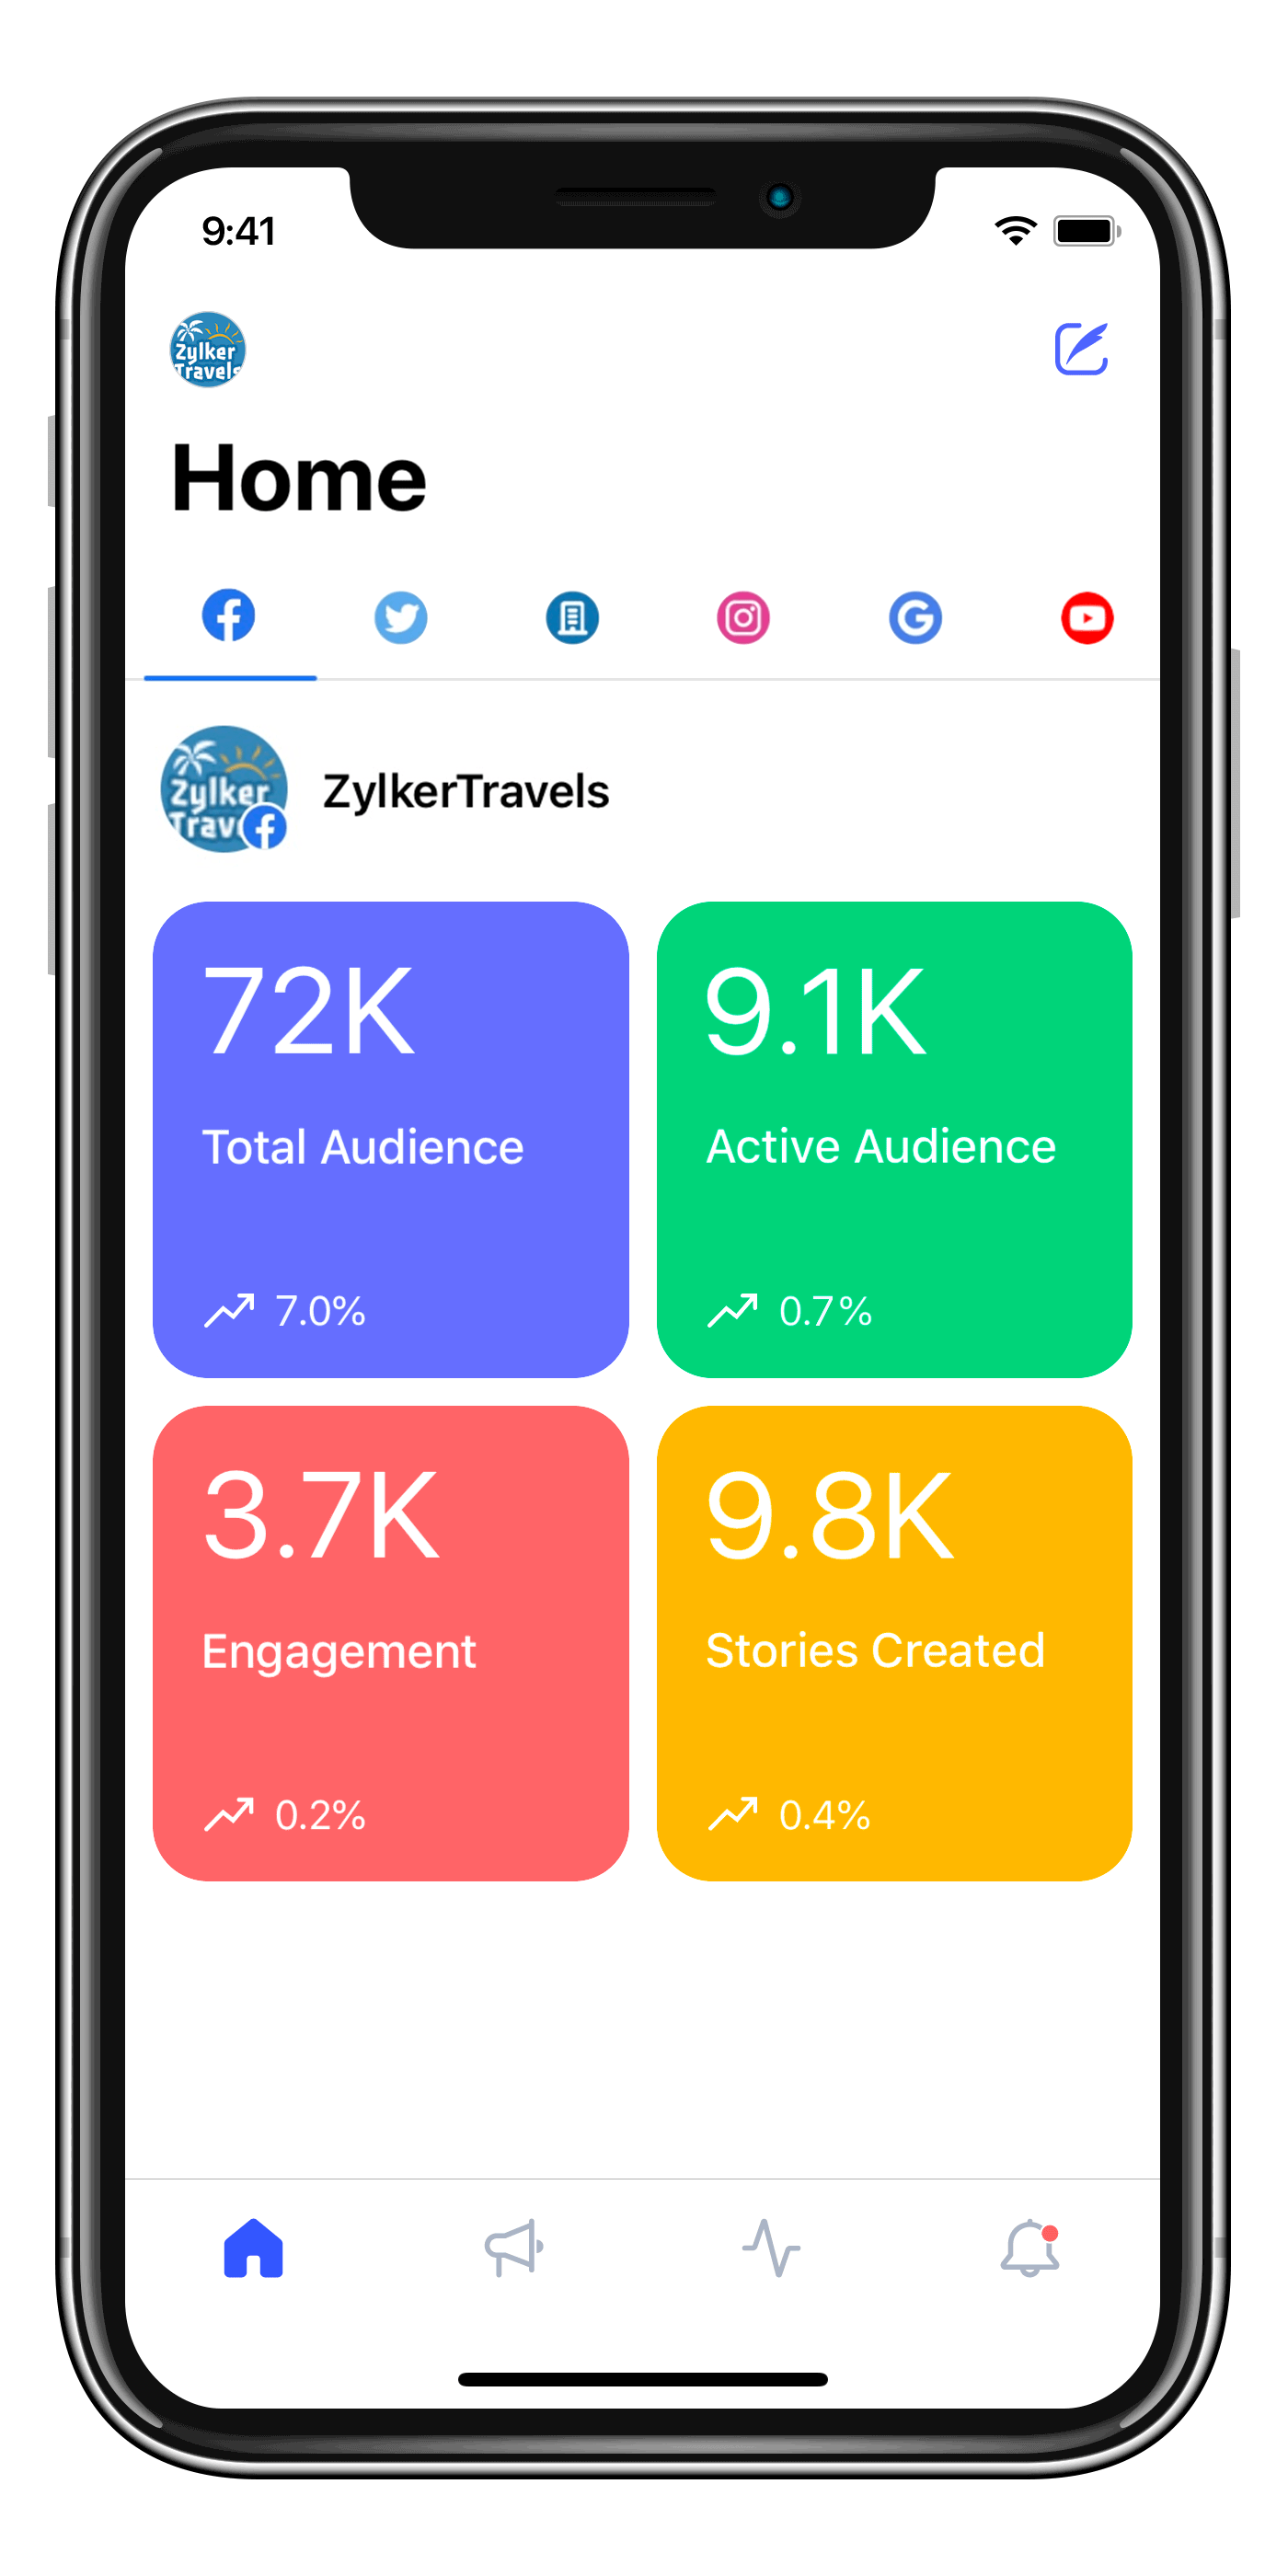 9:41
Zylker
Travels
Home
Zylker
Trav
ZylkerTravels
72K
9.1K
Total Audience
Active Audience
7.0%
0.7%
3.7K
9.8K
Engagement
Stories Created
0.2%
0.4%